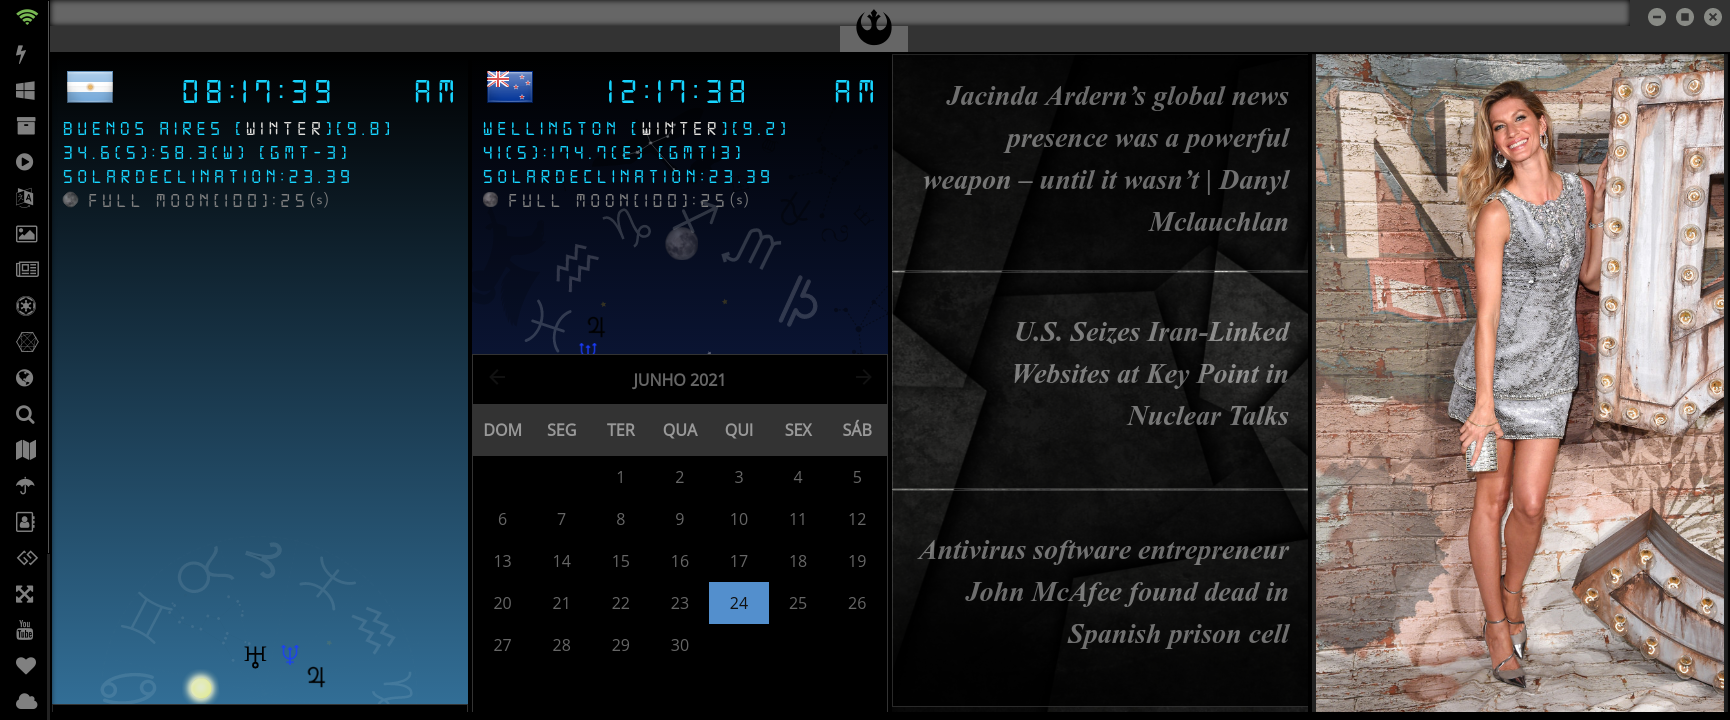 08:17:39 AM
BUENOS AIRES [WINTER][9.8]
34.6(S):58.3(W) [GMT-3]
SOLARDECLINATION:23.39
FULL MOON[100]:25(s)
12:17:38 AM
WELLINGTON [WINTER][9.2]
41(S):174.7(E) [GMT13]
SOLARDECLINATION:23.39
FULL MOON[100]:25(s)
JUNHO 2021
DOM SEG TER QUA QUI SEX SÁB
1 2 3 4 5
6 7 8 9 10 11 12
13 14 15 16 17 18 19
20 21 22 23 24 25 26
27 28 29 30
Jacinda Ardern’s global news
presence was a powerful
weapon – until it wasn’t | Danyl
Mclauchlan
U.S. Seizes Iran-Linked
Websites at Key Point in
Nuclear Talks
Antivirus software entrepreneur
John McAfee found dead in
Spanish prison cell
You
Tube